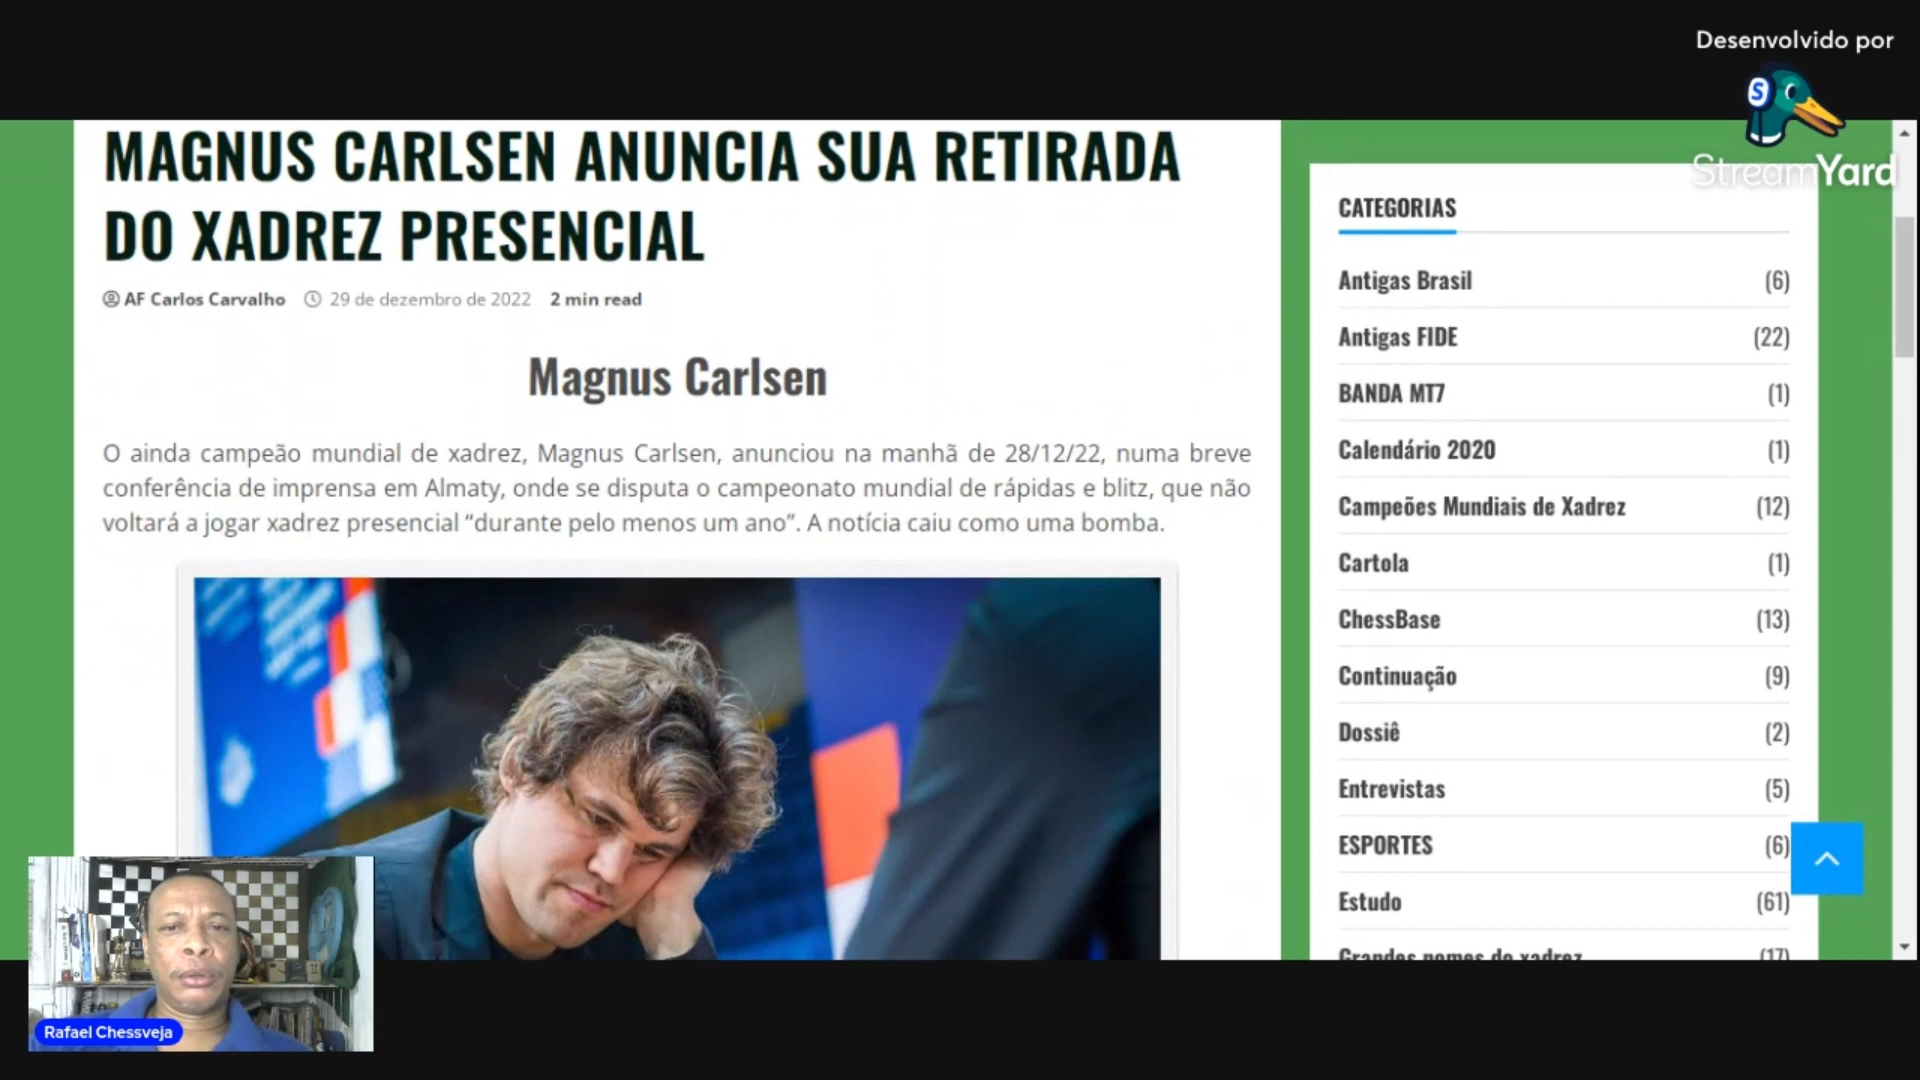 Desenvolvido por
StreamYard
MAGNUS CARLSEN ANUNCIA SUA RETIRADA
DO XADREZ PRESENCIAL
AF Carlos Carvalho 29 de dezembro de 2022 2 min read
Magnus Carlsen
O ainda campeão mundial de xadrez, Magnus Carlsen, anunciou na manhã de 28/12/22, numa breve
conferência de imprensa em Almaty, onde se disputa o campeonato mundial de rápidas e blitz, que não
voltará a jogar xadrez presencial “durante pelo menos um ano”. A notícia caiu como uma bomba.
CATEGORIAS
Antigas Brasil (6)
Antigas FIDE (22)
BANDA MT7 (1)
Calendário 2020 (1)
Campeões Mundiais de Xadrez (12)
Cartola (1)
ChessBase (13)
Continuação (9)
Dossiê (2)
Entrevistas (5)
ESPORTES (6)
Estudo (61)
Grandes nomes do xadrez (17)
Rafael Chessveja